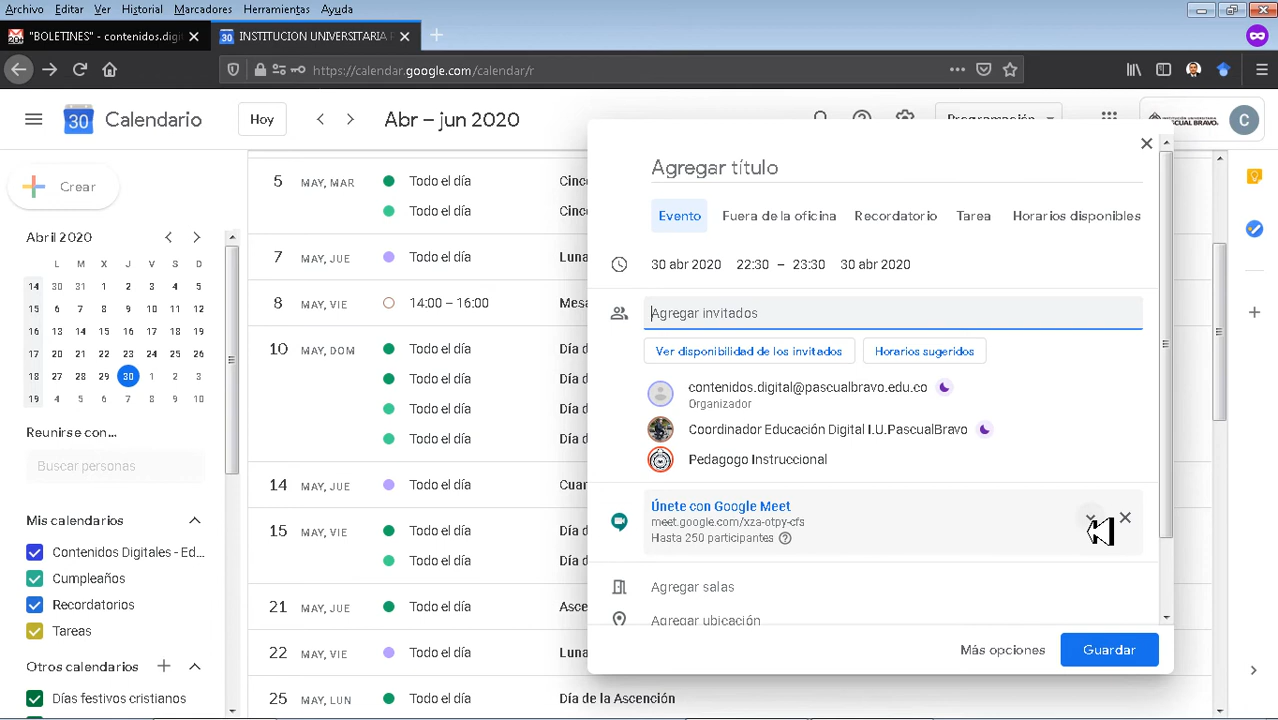 Archivo Editar Ver Historial Marcadores Herramientas Ayuda
20+ "BOLETINES" - contenidos.digi
30 INSTITUCION UNIVERSITARIA
https://calendar.google.com/calendar/r
30 Calendario Hoy Abr – jun 2020 Programación PASCUAL BRAVO. C
Crear
Abril 2020
L M X J V S D
14 30 31 1 2 3 4 5
15 6 7 8 9 10 11 12
16 13 14 15 16 17 18 19
17 20 21 22 23 24 25 26
18 27 28 29 30 1 2 3
19 4 5 6 7 8 9 10
Reunirse con...
Buscar personas
Mis calendarios
Contenidos Digitales - Ed...
Cumpleaños
Recordatorios
Tareas
Otros calendarios
Días festivos cristianos
5 MAY, MAR Todo el día Cinc
Todo el día Cinc
7 MAY, JUE Todo el día Luna
8 MAY, VIE 14:00 – 16:00 Mesa
10 MAY, DOM Todo el día Día d
Todo el día Día d
Todo el día Día d
Todo el día Día d
14 MAY, JUE Todo el día Cuar
15 MAY, VIE Todo el día Día d
Todo el día Día d
21 MAY, JUE Todo el día Asce
22 MAY, VIE Todo el día Luna
25 MAY, LUN Todo el día Día de la Ascensión
Agregar título
Evento Fuera de la oficina Recordatorio Tarea Horarios disponibles
30 abr 2020 22:30 – 23:30 30 abr 2020
Agregar invitados
Ver disponibilidad de los invitados Horarios sugeridos
contenidos.digital@pascualbravo.edu.co
Organizador
Coordinador Educación Digital I.U.PascualBravo
Pedagogo Instruccional
Únete con Google Meet
meet.google.com/xza-otpy-cfs
Hasta 250 participantes
Agregar salas
Agregar ubicación
Más opciones Guardar